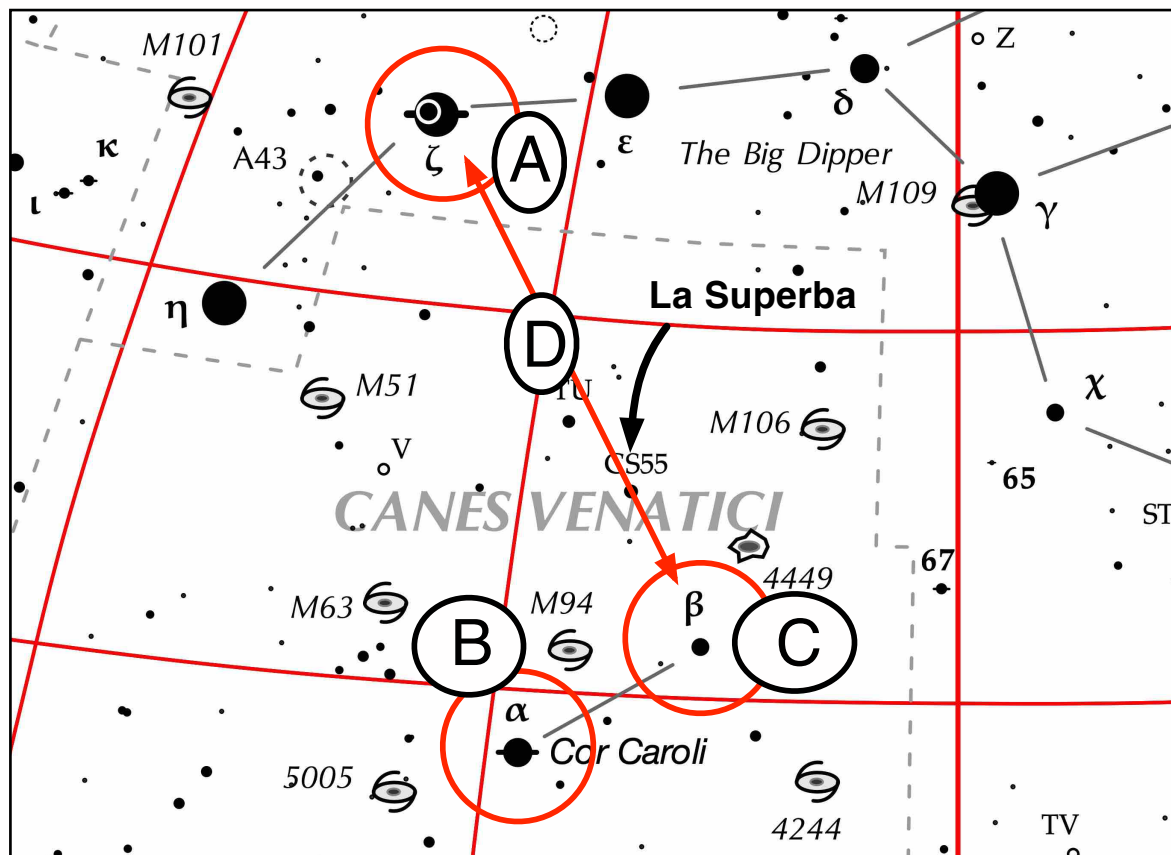 M101
Z
δ
ζ
A
ε
κ
A43
The Big Dipper
ι
M109
γ
La Superba
η
D
M51
TU
χ
M106
V
CS55
65
CANES VENATICI
ST
67
4449
M63
M94
β
B
C
α
Cor Caroli
5005
4244
TV